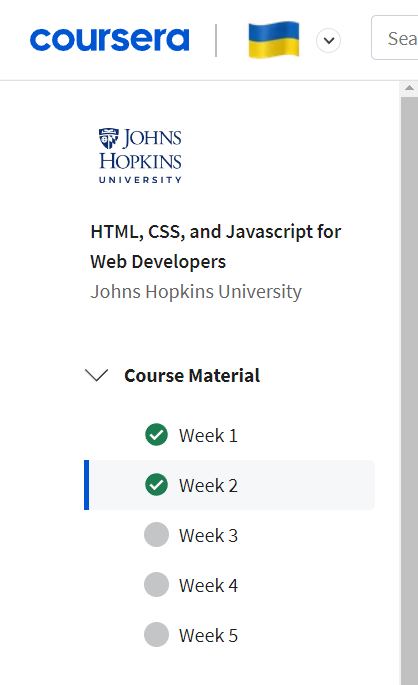 coursera
Sea
JOHNS
HOPKINS
UNIVERSITY
HTML, CSS, and Javascript for
Web Developers
Johns Hopkins University
Course Material
Week 1
Week 2
Week 3
Week 4
Week 5